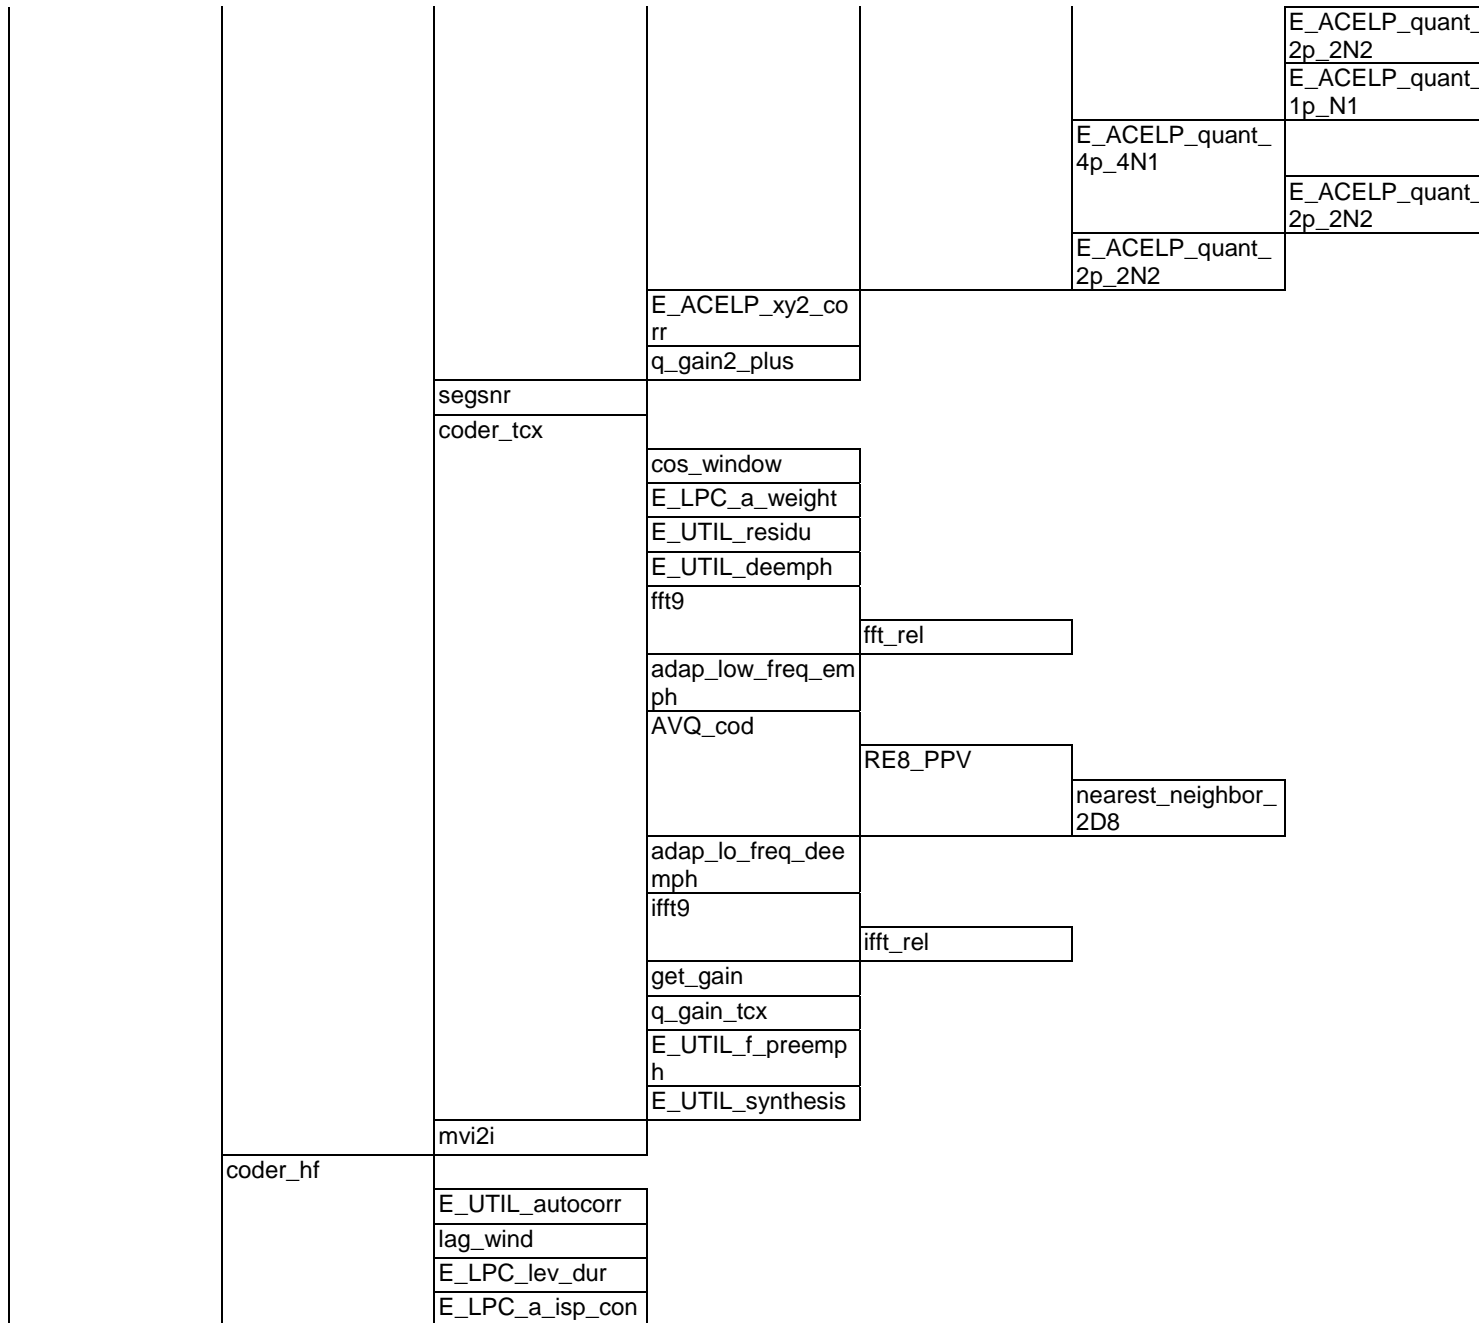 E_ACELP_quant_
2p_2N2
E_ACELP_quant_
1p_N1
E_ACELP_quant_
4p_4N1
E_ACELP_quant_
2p_2N2
E_ACELP_quant_
2p_2N2
E_ACELP_xy2_co
rr
q_gain2_plus
segsnr
coder_tcx
cos_window
E_LPC_a_weight
E_UTIL_residu
E_UTIL_deemph
fft9
fft_rel
adap_low_freq_em
ph
AVQ_cod
RE8_PPV
nearest_neighbor_
2D8
adap_lo_freq_dee
mph
ifft9
ifft_rel
get_gain
q_gain_tcx
E_UTIL_f_preemp
h
E_UTIL_synthesis
mvi2i
coder_hf
E_UTIL_autocorr
lag_wind
E_LPC_lev_dur
E_LPC_a_isp_con